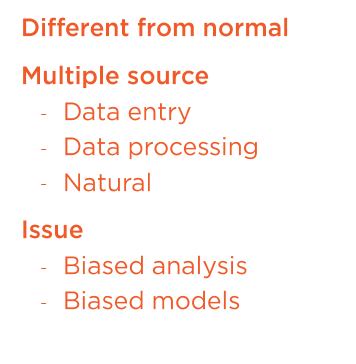 Different from normal
Multiple source
- Data entry
- Data processing
- Natural
Issue
- Biased analysis
- Biased models